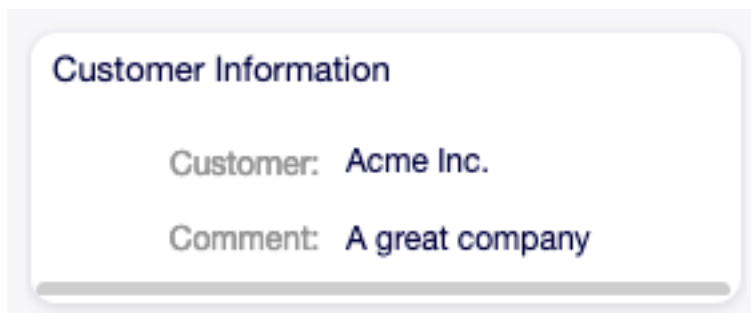 Customer Information
Customer: Acme Inc.
Comment: A great company